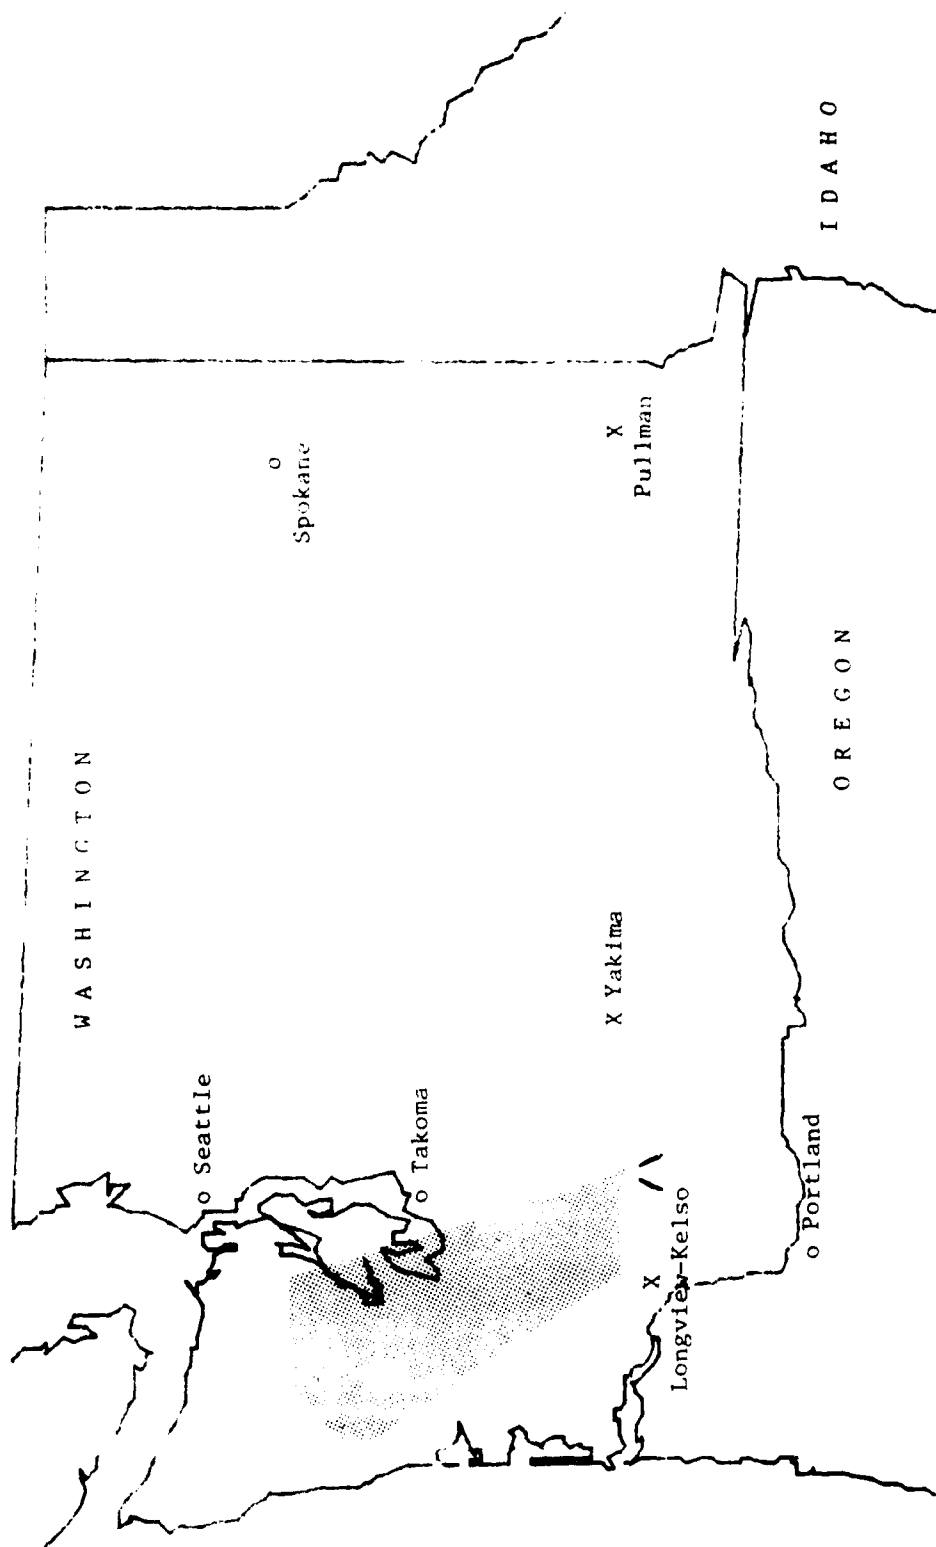 WASHINGTON
o Seattle
o Spokane
o Takoma
X Yakima
X
Pullman
X
Longview-Kelso
o Portland
OREGON
IDAHO